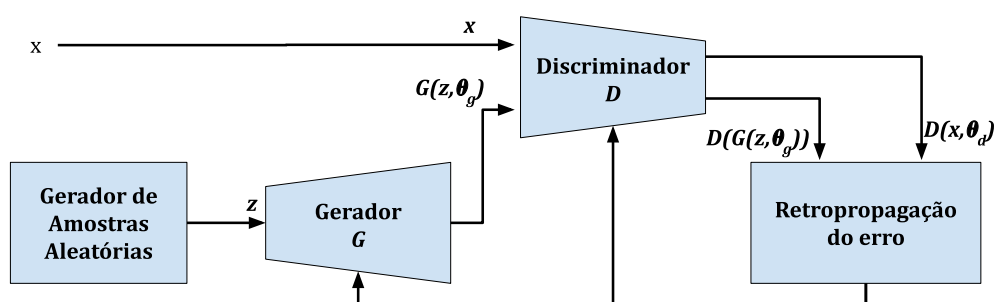 x
x
Discriminador
D
G(z,θg)
D(G(z,θg))
D(x,θd)
Gerador de
Amostras
Aleatórias
z
Gerador
G
Retropropagação
do erro